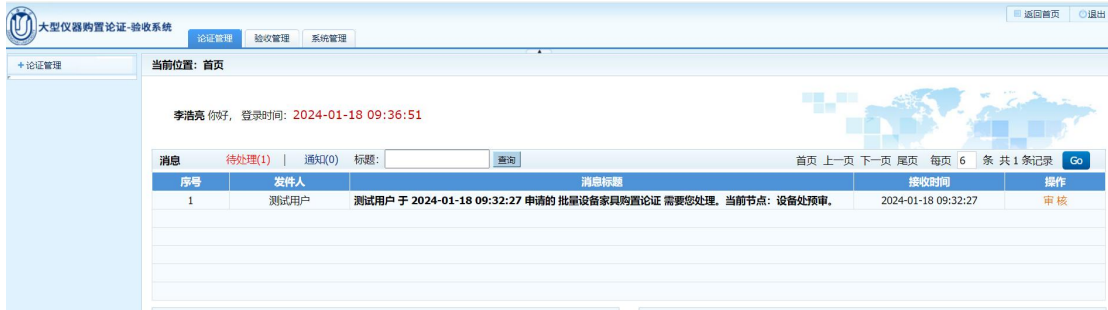 返回首页 退出
大型仪器购置论证-验收系统
论证管理 验收管理 系统管理
+论证管理
当前位置：首页
李浩亮 你好， 登录时间：2024-01-18 09:36:51
消息 待处理(1) | 通知(0) 标题： 查询 首页 上一页 下一页 尾页 每页 6 条 共 1 条记录 Go
序号 发件人 消息标题 接收时间 操作
1 测试用户 测试用户 于 2024-01-18 09:32:27 申请的 批量设备家具购置论证 需要您处理。当前节点：设备处预审。 2024-01-18 09:32:27 审 核